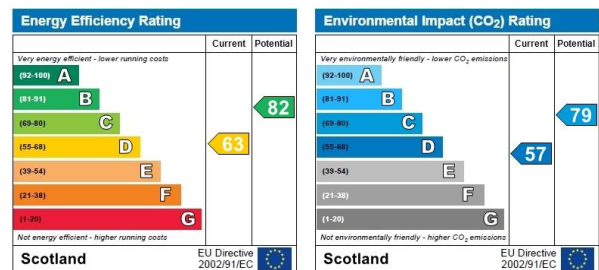 Energy Efficiency Rating
Current Potential
Very energy efficient - lower running costs
(92-100) A
(81-91) B
82
(69-80) C
(55-68) D
63
(39-54) E
(21-38) F
(1-20) G
Not energy efficient - higher running costs
Scotland
EU Directive
2002/91/EC
Environmental Impact (CO₂) Rating
Current Potential
Very environmentally friendly - lower CO₂ emissions
(92-100) A
(81-91) B
(69-80) C
79
(55-68) D
57
(39-54) E
(21-38) F
(1-20) G
Not environmentally friendly - higher CO₂ emissions
Scotland
EU Directive
2002/91/EC